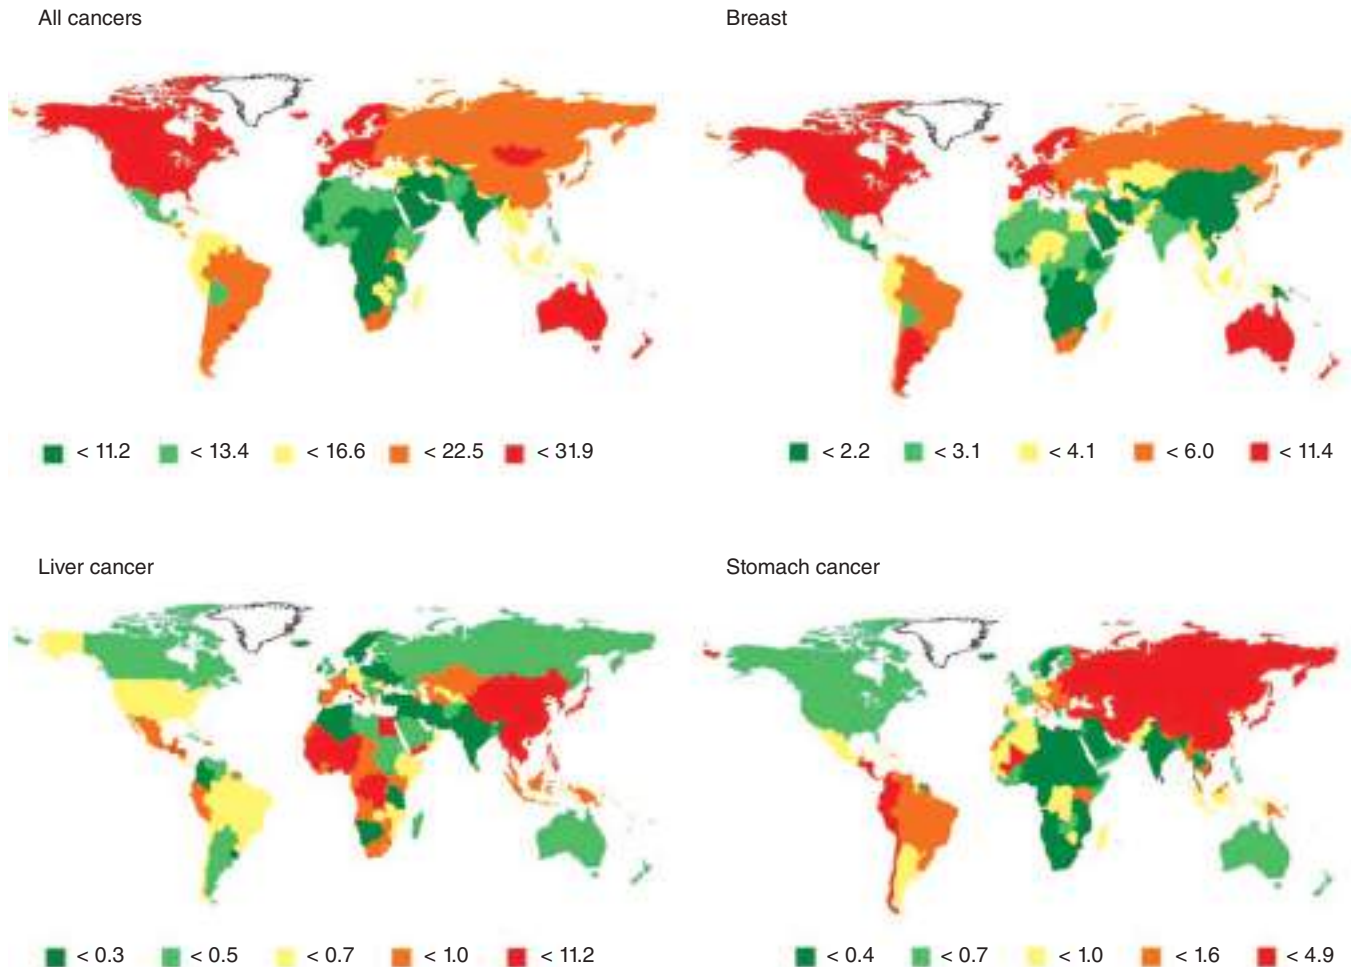 All cancers
Breast
< 11.2 < 13.4 < 16.6 < 22.5 < 31.9
< 2.2 < 3.1 < 4.1 < 6.0 < 11.4
Liver cancer
Stomach cancer
< 0.3 < 0.5 < 0.7 < 1.0 < 11.2
< 0.4 < 0.7 < 1.0 < 1.6 < 4.9